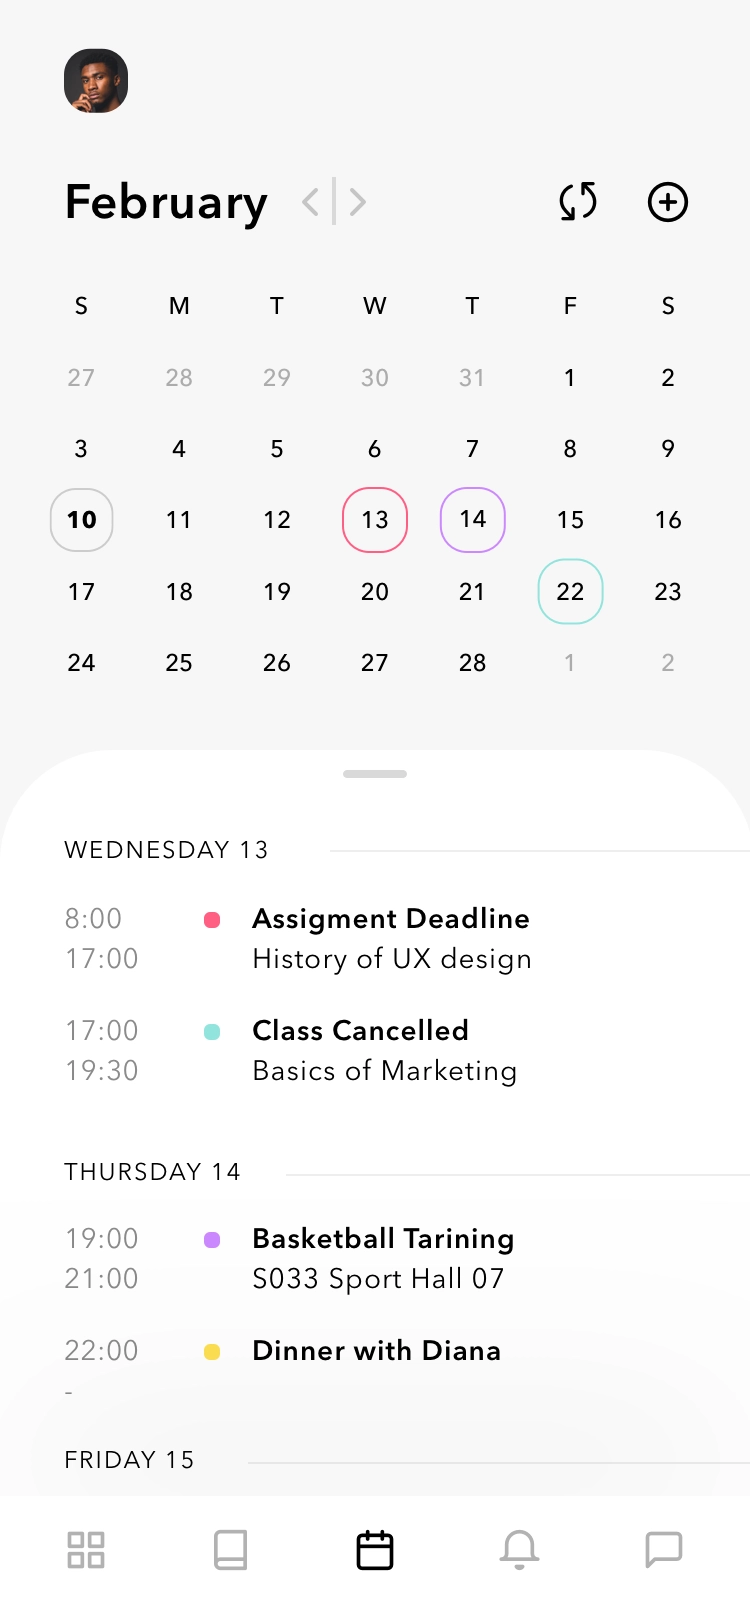 February
S M T W T F S
27 28 29 30 31 1 2
3 4 5 6 7 8 9
10 11 12 13 14 15 16
17 18 19 20 21 22 23
24 25 26 27 28 1 2
WEDNESDAY 13
8:00 Assigment Deadline
17:00 History of UX design
17:00 Class Cancelled
19:30 Basics of Marketing
THURSDAY 14
19:00 Basketball Tarining
21:00 S033 Sport Hall 07
22:00 Dinner with Diana
-
FRIDAY 15